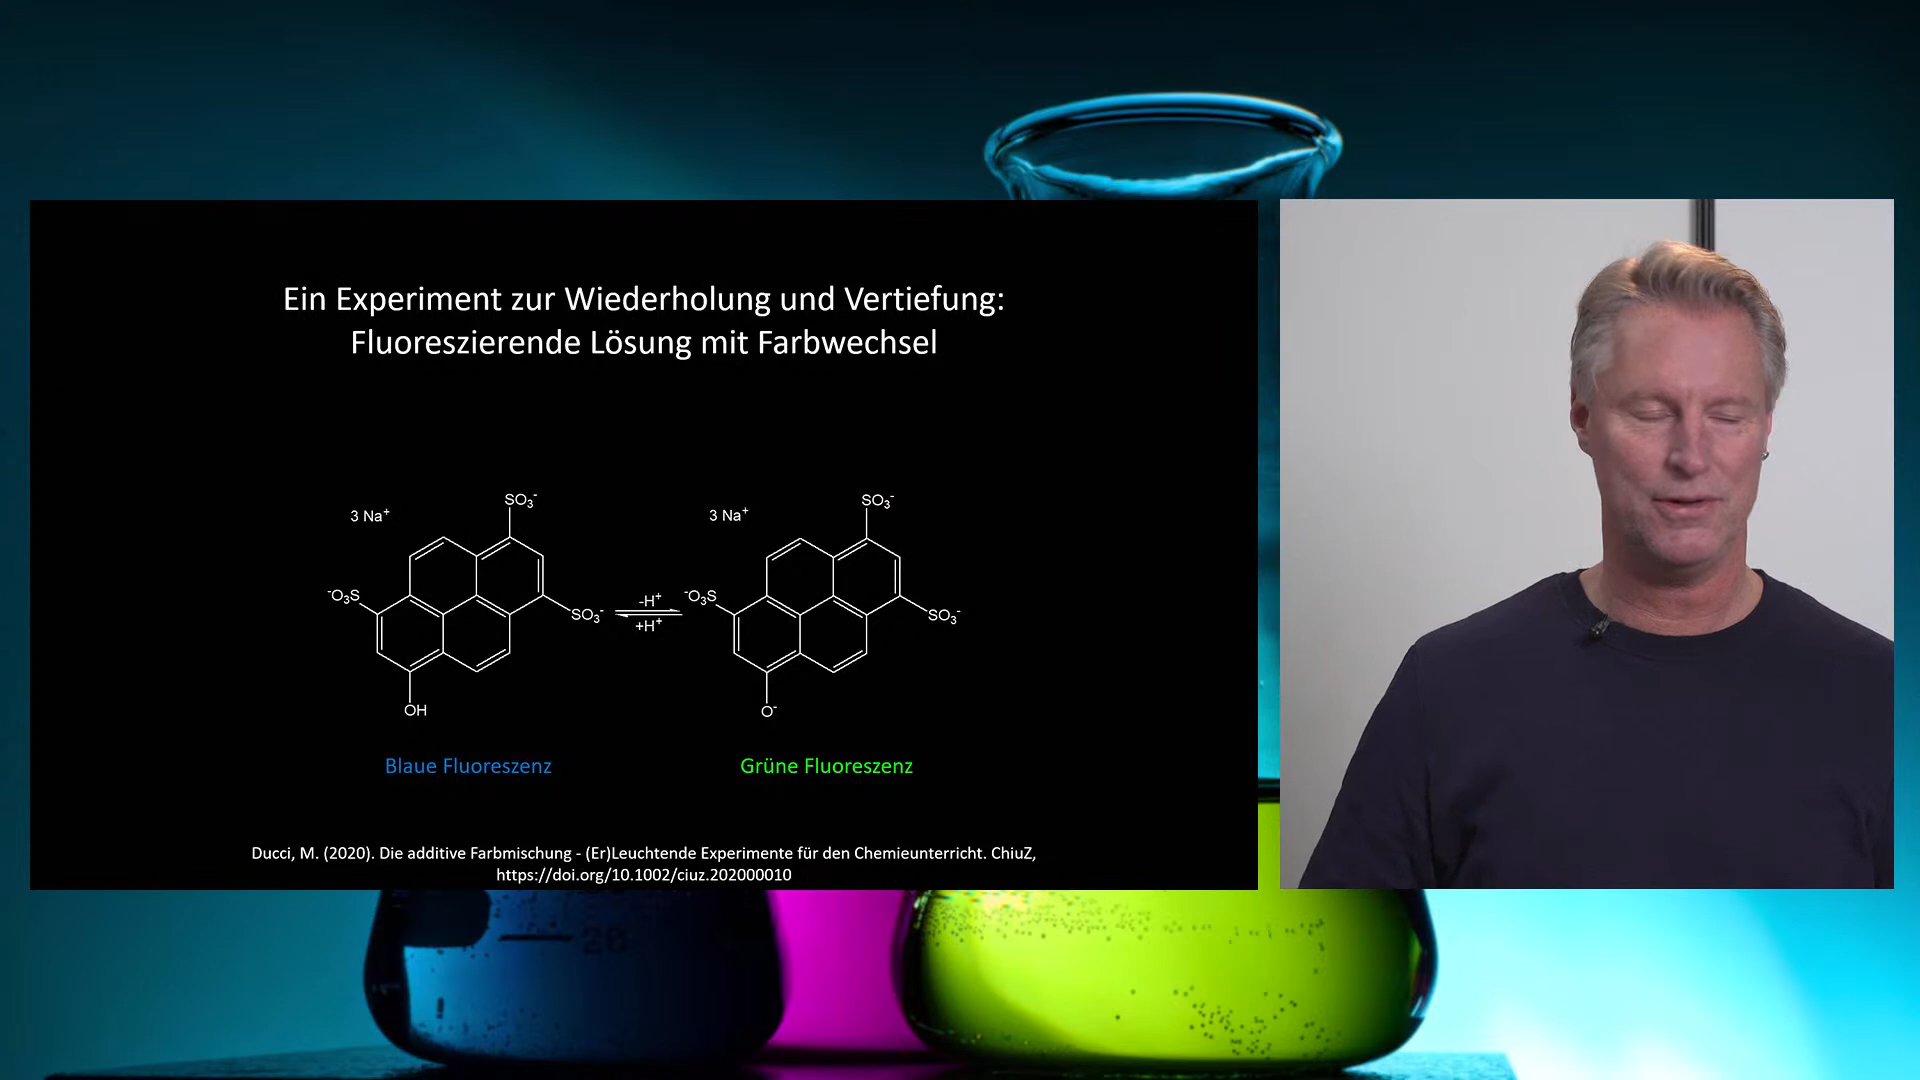 Ein Experiment zur Wiederholung und Vertiefung:
Fluoreszierende Lösung mit Farbwechsel
SO₃⁻
SO₃⁻
3 Na⁺
3 Na⁺
⁻O₃S
SO₃⁻
-H⁺
+H⁺
⁻O₃S
SO₃⁻
OH
O⁻
Blaue Fluoreszenz
Grüne Fluoreszenz
Ducci, M. (2020). Die additive Farbmischung - (Er)Leuchtende Experimente für den Chemieunterricht. ChiuZ,
https://doi.org/10.1002/ciuz.202000010
20